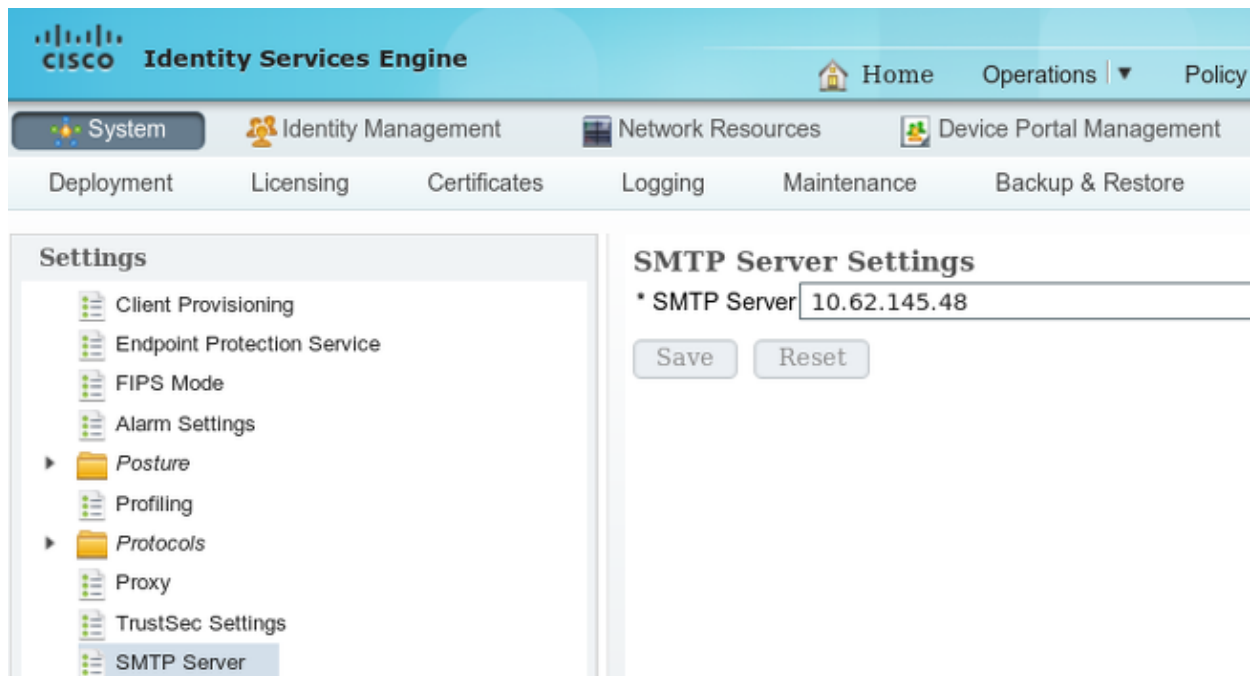 CISCO Identity Services Engine
Home Operations Policy
System Identity Management Network Resources Device Portal Management
Deployment Licensing Certificates Logging Maintenance Backup & Restore
Settings
Client Provisioning
Endpoint Protection Service
FIPS Mode
Alarm Settings
Posture
Profiling
Protocols
Proxy
TrustSec Settings
SMTP Server
SMTP Server Settings
* SMTP Server 10.62.145.48
Save Reset